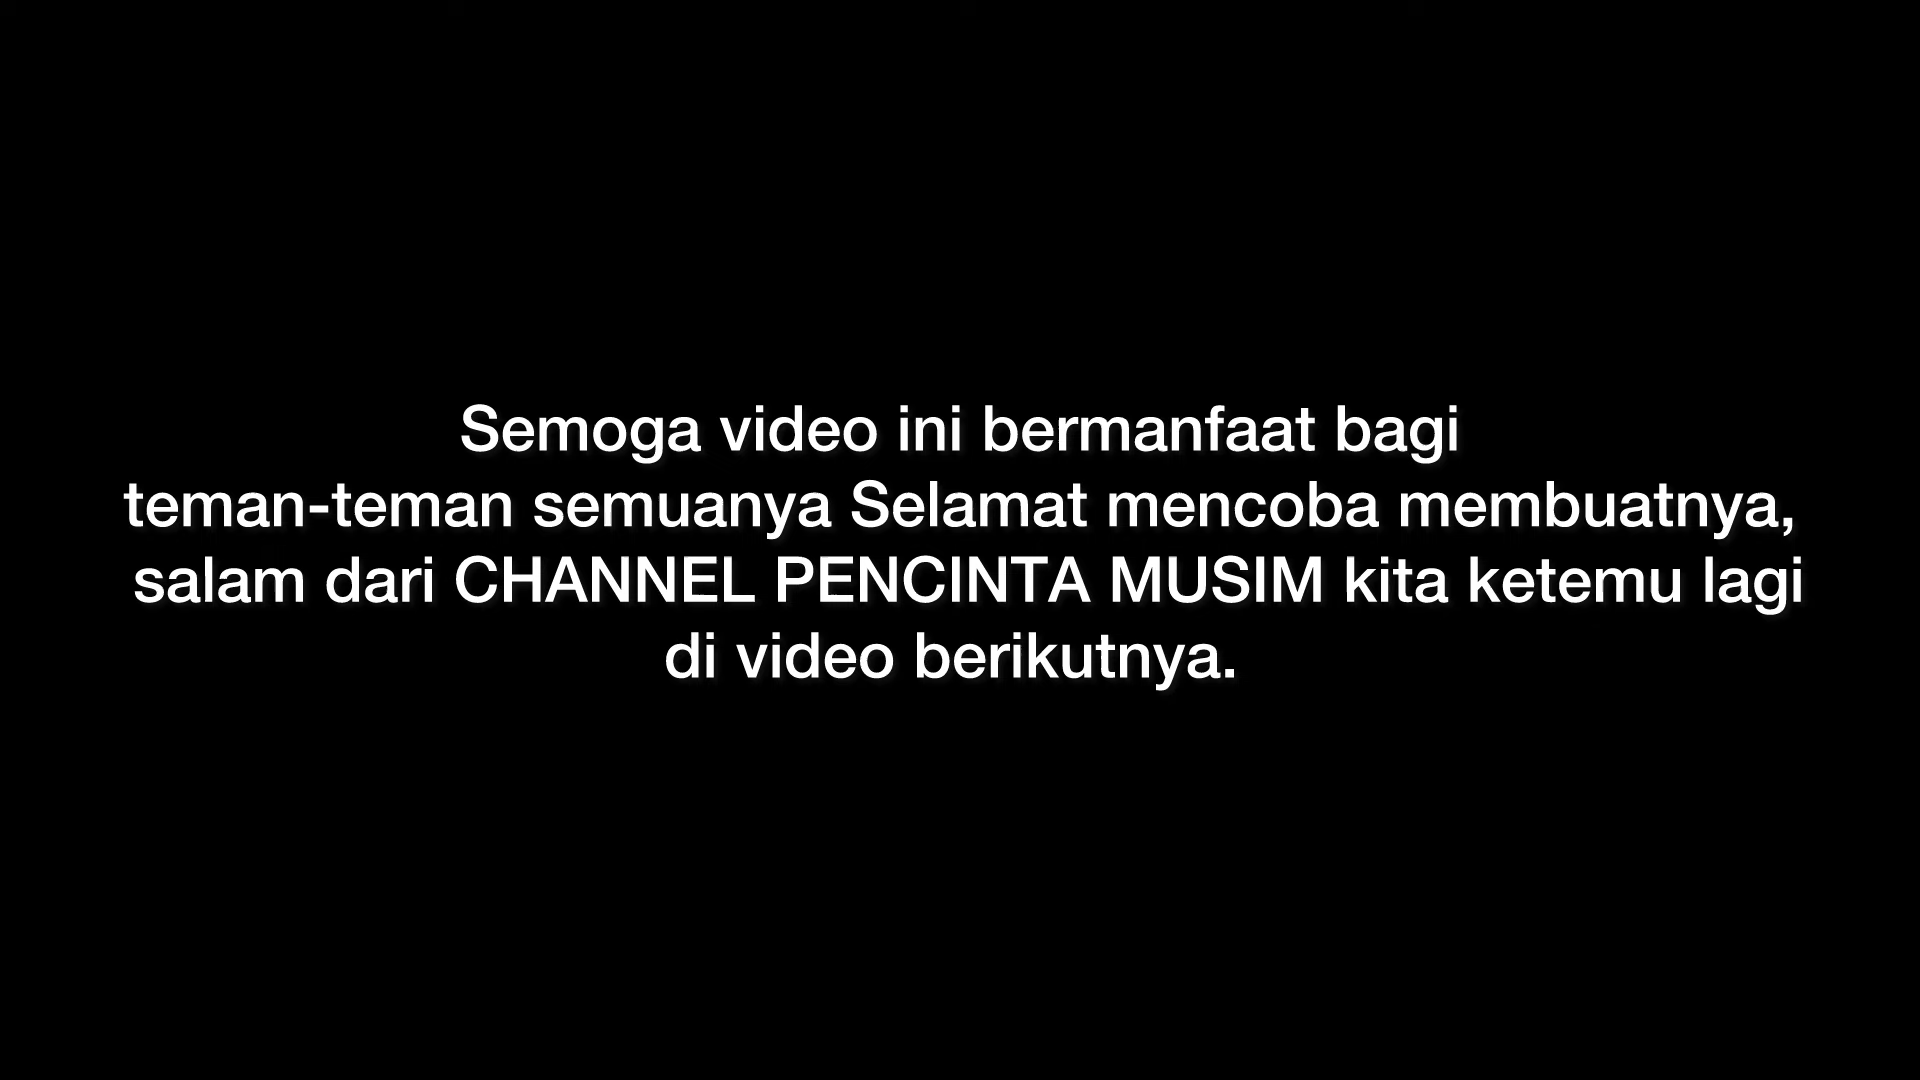 Semoga video ini bermanfaat bagi
teman-teman semuanya Selamat mencoba membuatnya,
salam dari CHANNEL PENCINTA MUSIM kita ketemu lagi
di video berikutnya.